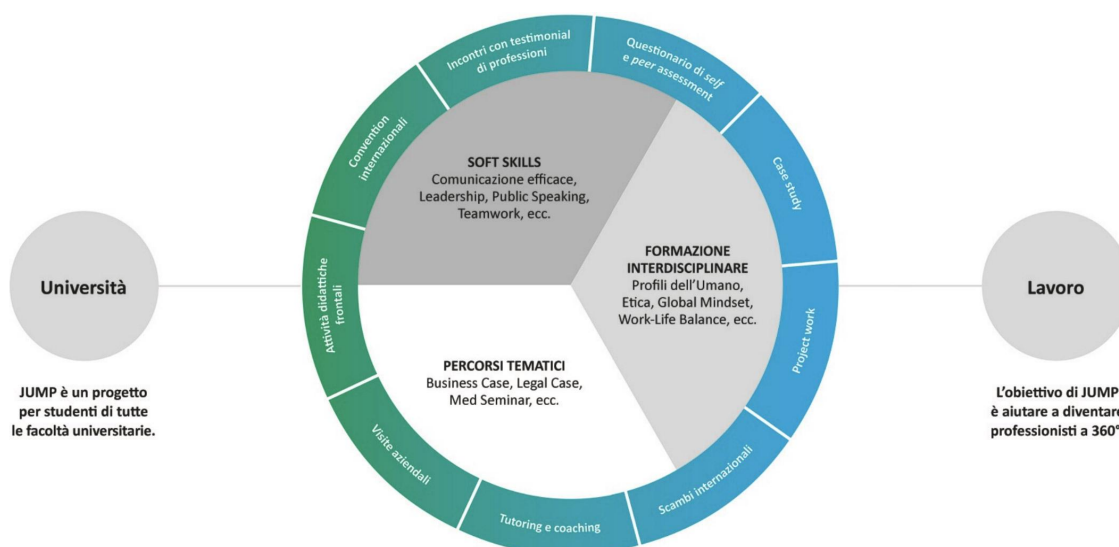 Università
JUMP è un progetto
per studenti di tutte
le facoltà universitarie.
Incontri con testimonial
di professioni
Questionario di self
e peer assessment
Case study
Project work
Scambi internazionali
Tutoring e coaching
Visite aziendali
Attività didattiche
frontali
Convention
internazionali
SOFT SKILLS
Comunicazione efficace,
Leadership, Public Speaking,
Teamwork, ecc.
FORMAZIONE
INTERDISCIPLINARE
Profili dell'Umano,
Etica, Global Mindset,
Work-Life Balance, ecc.
PERCORSI TEMATICI
Business Case, Legal Case,
Med Seminar, ecc.
Lavoro
L'obiettivo di JUMP
è aiutare a diventare
professionisti a 360°